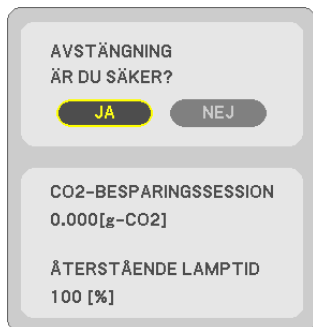 AVSTÄNGNING
ÄR DU SÄKER?
JA NEJ
CO2-BESPARINGSSESSION
0.000[g-CO2]
ÅTERSTÅENDE LAMPTID
100 [%]